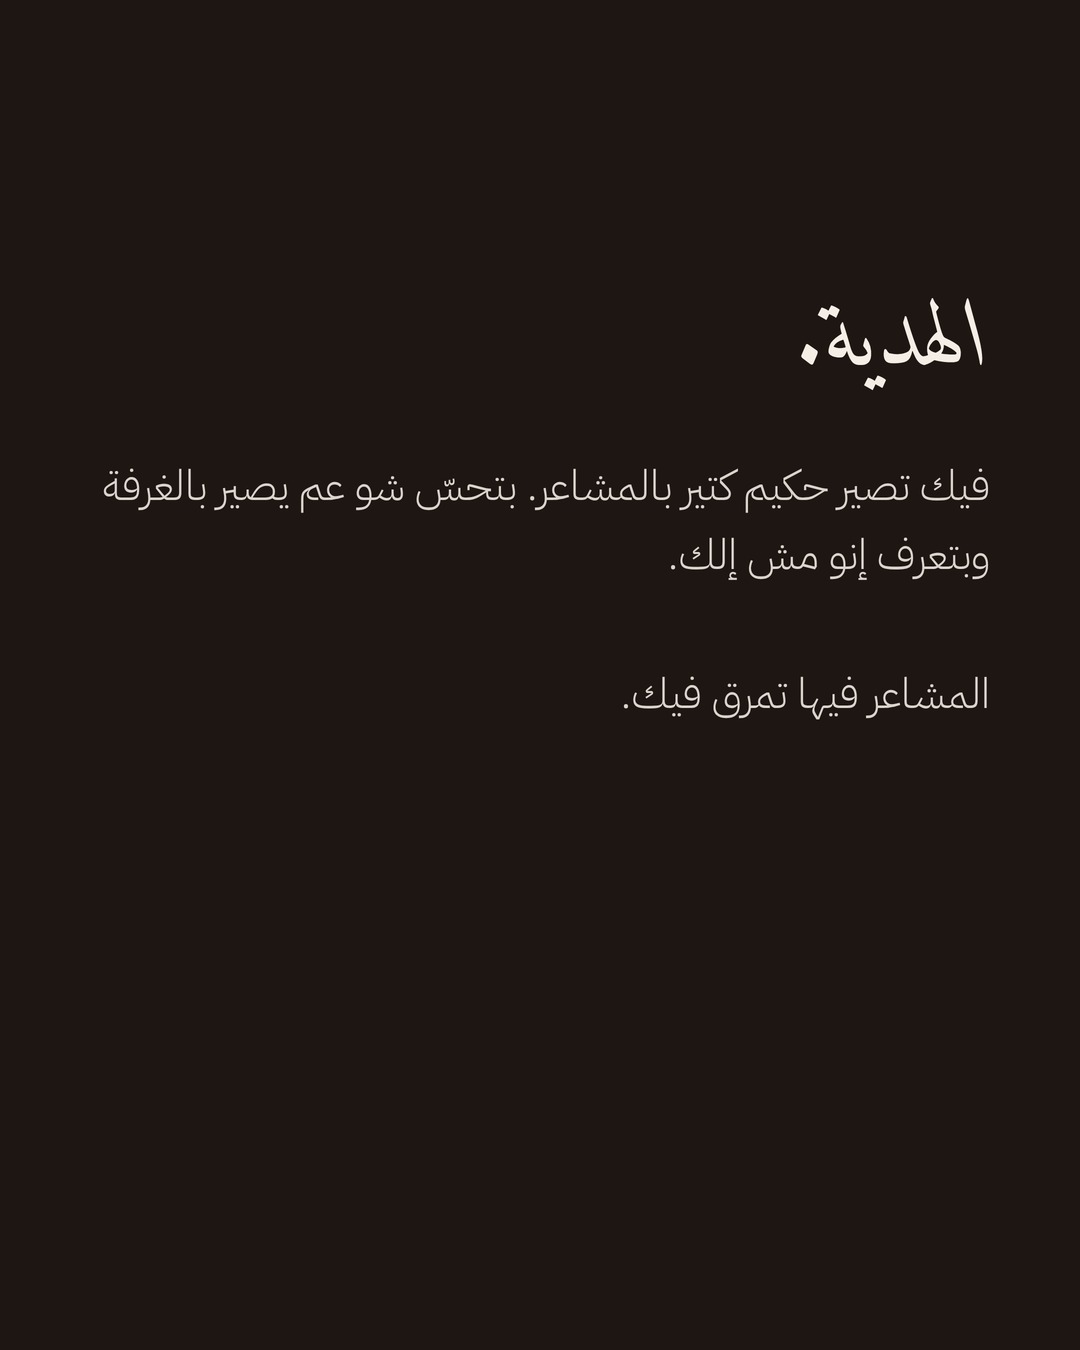 الهدية.
فيك تصير حكيم كتير بالمشاعر. بتحسّ شو عم يصير بالغرفة
وبتعرف إنو مش إلك.
المشاعر فيها تمرق فيك.